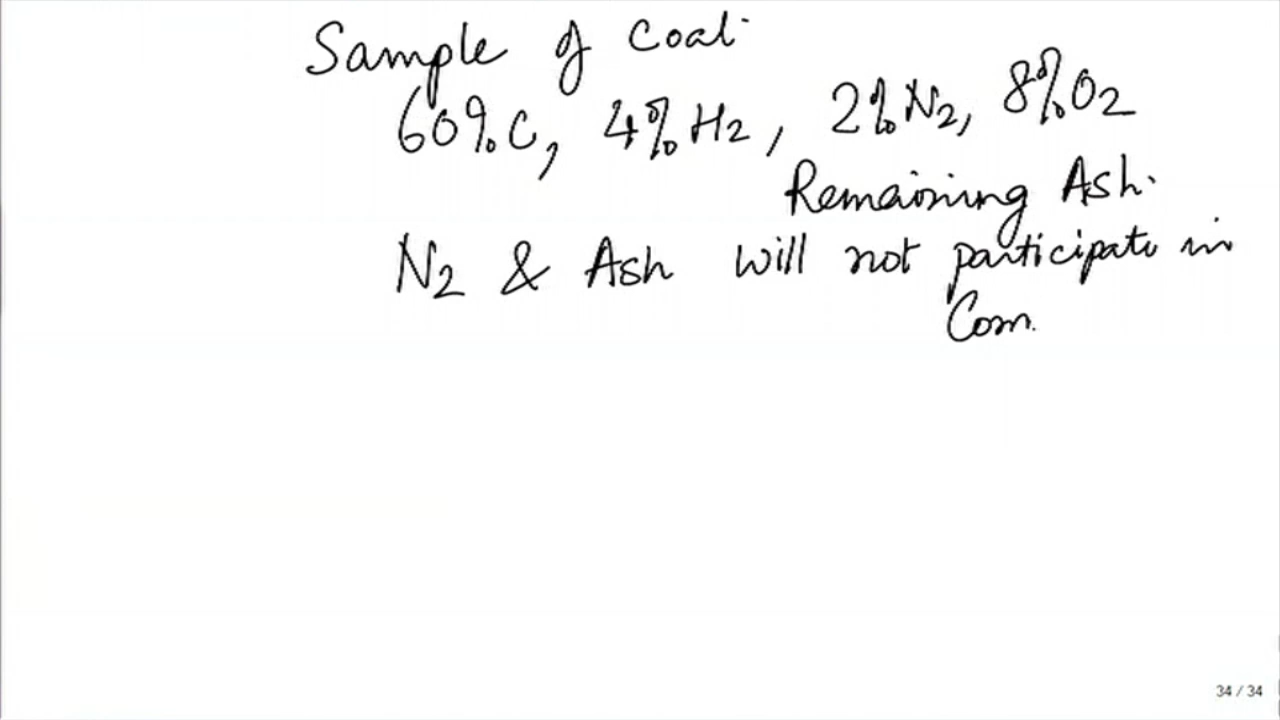 Sample of coal.
60%C, 4%H2, 2%N2, 8%O2
Remaining Ash.
N2 & Ash will not participate in
Com.
34 / 34